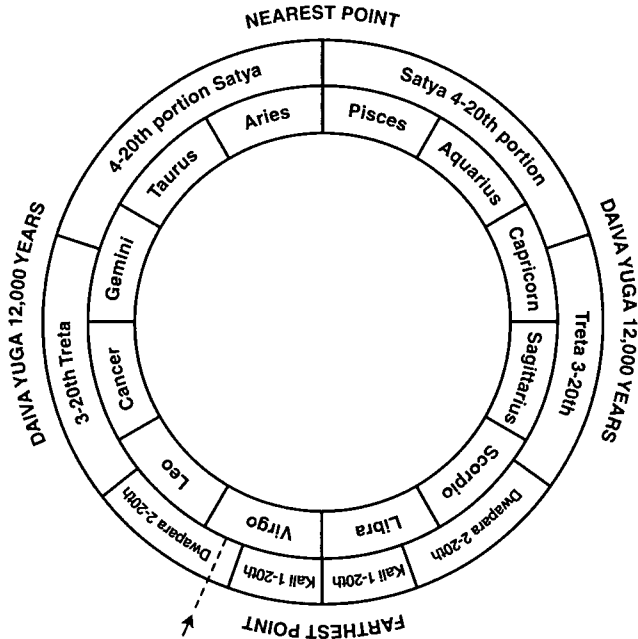 NEAREST POINT
4-20th portion Satya
Satya 4-20th portion
Aries
Pisces
Taurus
Aquarius
Gemini
Capricorn
DAIVA YUGA 12,000 YEARS
DAIVA YUGA 12,000 YEARS
3-20th Treta
Treta 3-20th
Cancer
Sagittarius
Leo
Scorpio
Virgo
Libra
Dwapara 2-20th
Dwapara 2-20th
Kali 1-20th
Kali 1-20th
FARTHEST POINT